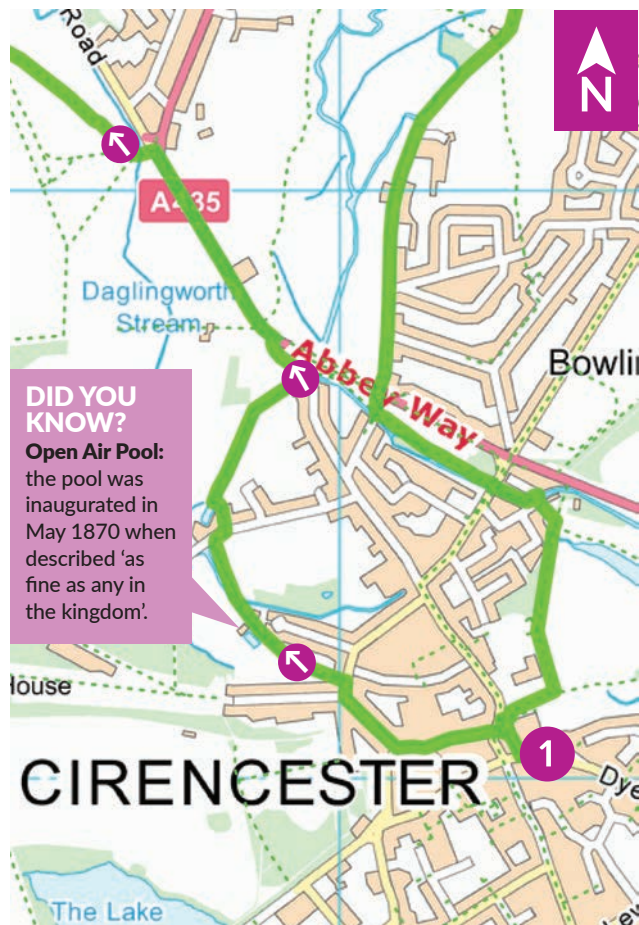 Road
N
A435
Daglingworth
Stream
Abbey Way
Bowlin
DID YOU
KNOW?
Open Air Pool:
the pool was
inaugurated in
May 1870 when
described ‘as
fine as any in
the kingdom’.
House
1
CIRENCESTER
Dye
The Lake